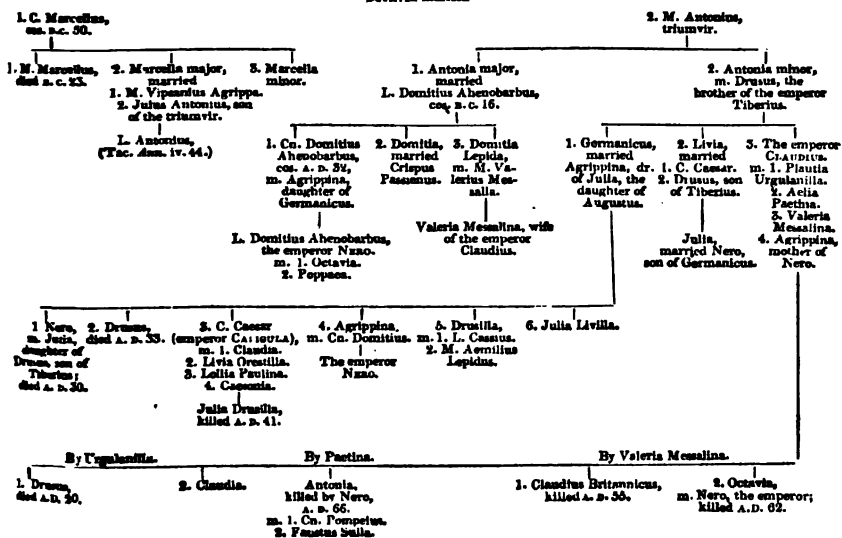 1. C. Marcellus,
cos. B.C. 50.
2. M. Antonius,
triumvir.
1. M. Marcellus,
died B.C. 23.
2. Marcella major,
married
1. M. Vipsanius Agrippa.
2. Julus Antonius, son
of the triumvir.
L. Antonius,
(Tac. Ann. iv. 44.)
3. Marcella
minor.
1. Antonia major,
married
L. Domitius Ahenobarbus,
cos. B.C. 16.
2. Antonia minor,
m. Drusus, the
brother of the emperor
Tiberius.
1. Cn. Domitius
Ahenobarbus,
cos. A.D. 32,
m. Agrippina,
daughter of
Germanicus.
L. Domitius Ahenobarbus,
the emperor NERO.
m. 1. Octavia.
2. Poppaea.
2. Domitia,
married
Crispus
Passienus.
3. Domitia
Lepida,
m. M. Va-
lerius Mes-
salla.
Valeria Messalina, wife
of the emperor
Claudius.
1. Germanicus,
married
Agrippina, dr.
of Julia, the
daughter of
Augustus.
2. Livia,
married
1. C. Caesar.
2. Drusus, son
of Tiberius.
Julia,
married Nero,
son of Germanicus.
3. The emperor
CLAUDIUS.
m. 1. Plautia
Urgulanilla.
2. Aelia
Paetina.
3. Valeria
Messalina.
4. Agrippina,
mother of
Nero.
1 Nero,
m. Julia,
daughter of
Drusus, son of
Tiberius;
died A.D. 30.
2. Drusus,
died A.D. 33.
3. C. Caesar
(emperor CALIGULA),
m. 1. Claudia.
2. Livia Orestilla.
3. Lollia Paulina.
4. Caesonia.
Julia Drusilla,
killed A.D. 41.
4. Agrippina,
m. Cn. Domitius.
The emperor
NERO.
5. Drusilla,
m. 1. L. Cassius.
2. M. Aemilius
Lepidus.
6. Julia Livilla.
By Urgulanilla.
By Paetina.
By Valeria Messalina.
1. Drusus,
died A.D. 20.
2. Claudia.
Antonia,
killed by Nero,
A.D. 66.
m. 1. Cn. Pompeius.
2. Faustus Sulla.
1. Claudius Britannicus,
killed A.D. 55.
2. Octavia,
m. Nero, the emperor;
killed A.D. 62.